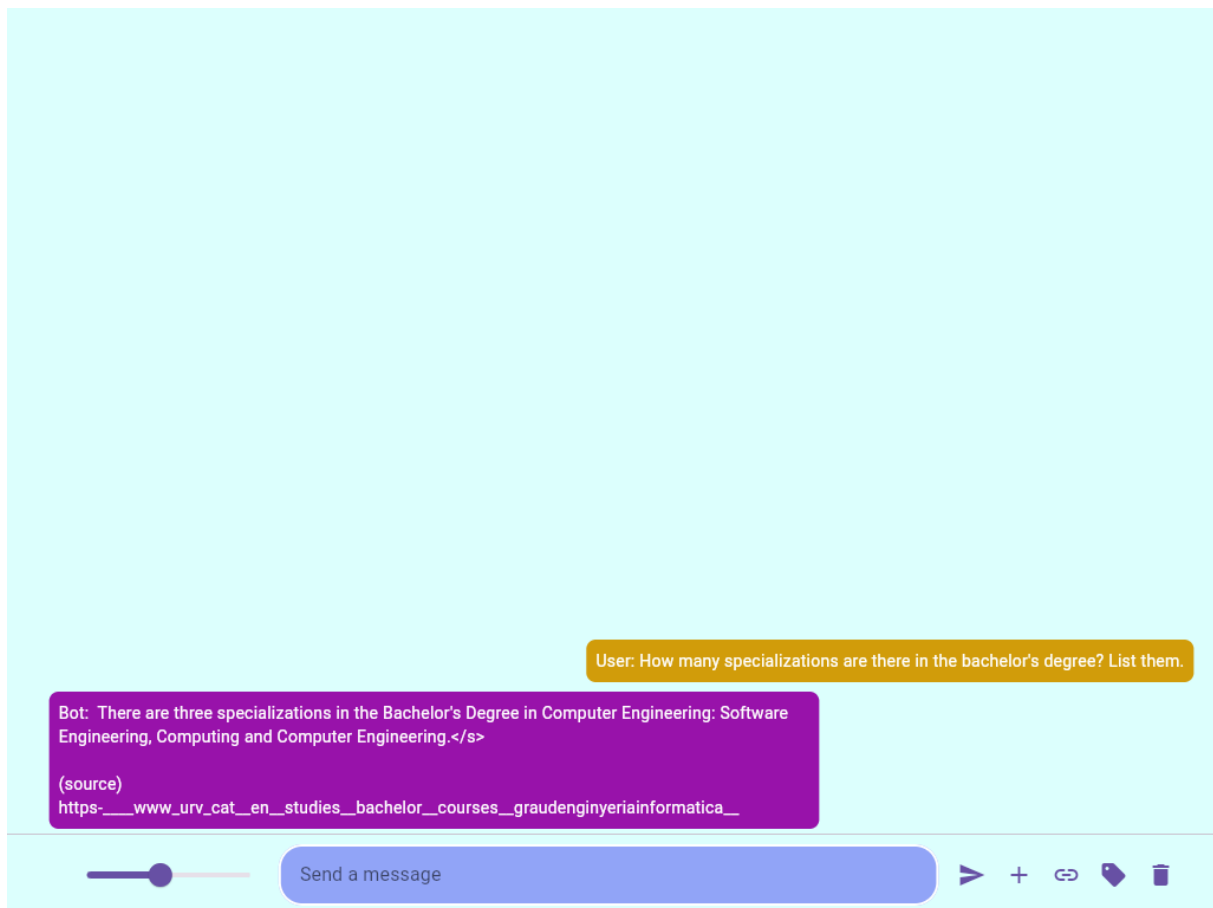 User: How many specializations are there in the bachelor's degree? List them.
Bot:  There are three specializations in the Bachelor's Degree in Computer Engineering: Software
Engineering, Computing and Computer Engineering.</s>
(source)
https-____www_urv_cat__en__studies__bachelor__courses__graudenginyeriainformatica__
Send a message